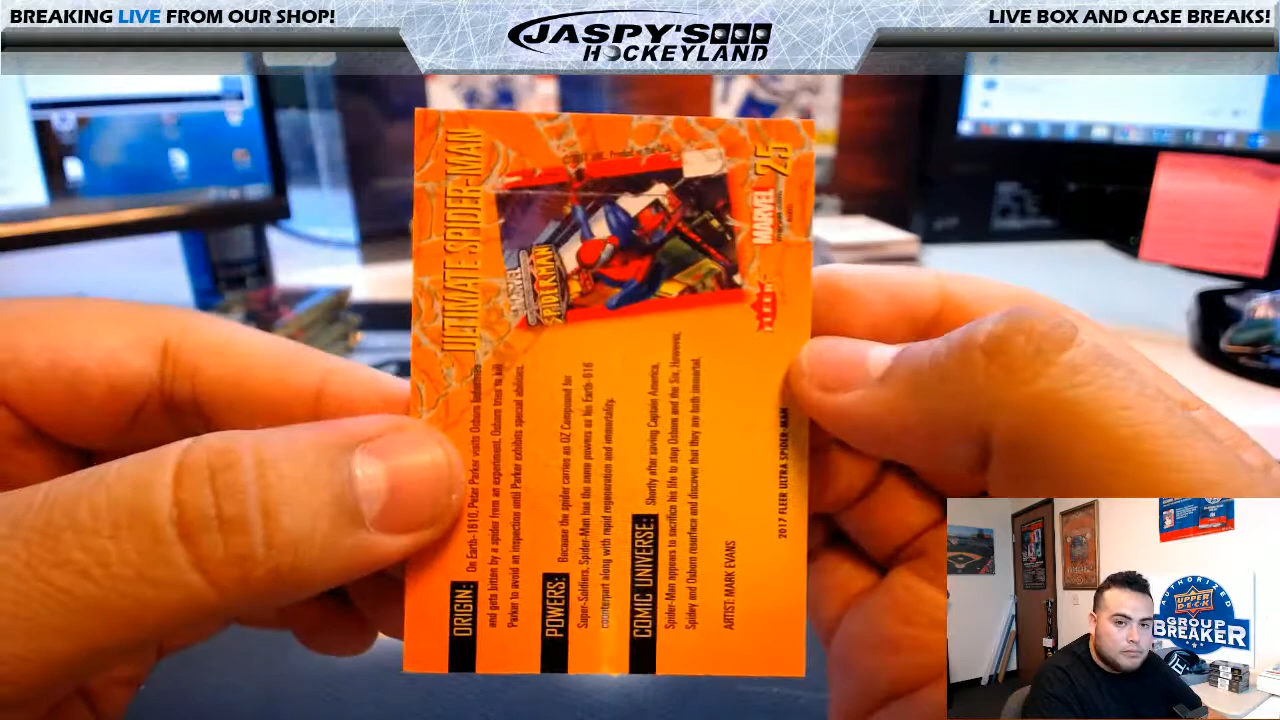 BREAKING LIVE FROM OUR SHOP!
JASPY'S
HOCKEYLAND
LIVE BOX AND CASE BREAKS!
ULTIMATE SPIDER-MAN
25
MARVEL
FLEER
MARVEL
SPIDER-MAN
ORIGIN: On Earth-1610, Peter Parker visits Osborn Industries
and gets bitten by a spider from an experiment. Osborn tries to kill
Parker to avoid an inspection until Parker exhibits special abilities.
POWERS: Because the spider carries an OZ Compound for
Super-Soldiers, Spider-Man has the same powers as his Earth-616
counterpart along with rapid regeneration and immortality.
COMIC UNIVERSE: Shortly after saving Captain America,
Spider-Man appears to sacrifice his life to stop Osborn and the Six. However,
Spidey and Osborn resurface and discover that they are both immortal.
ARTIST: MARK EVANS
2017 FLEER ULTRA SPIDER-MAN
AUTHORIZED
UPPER DECK
GROUP
BREAKER